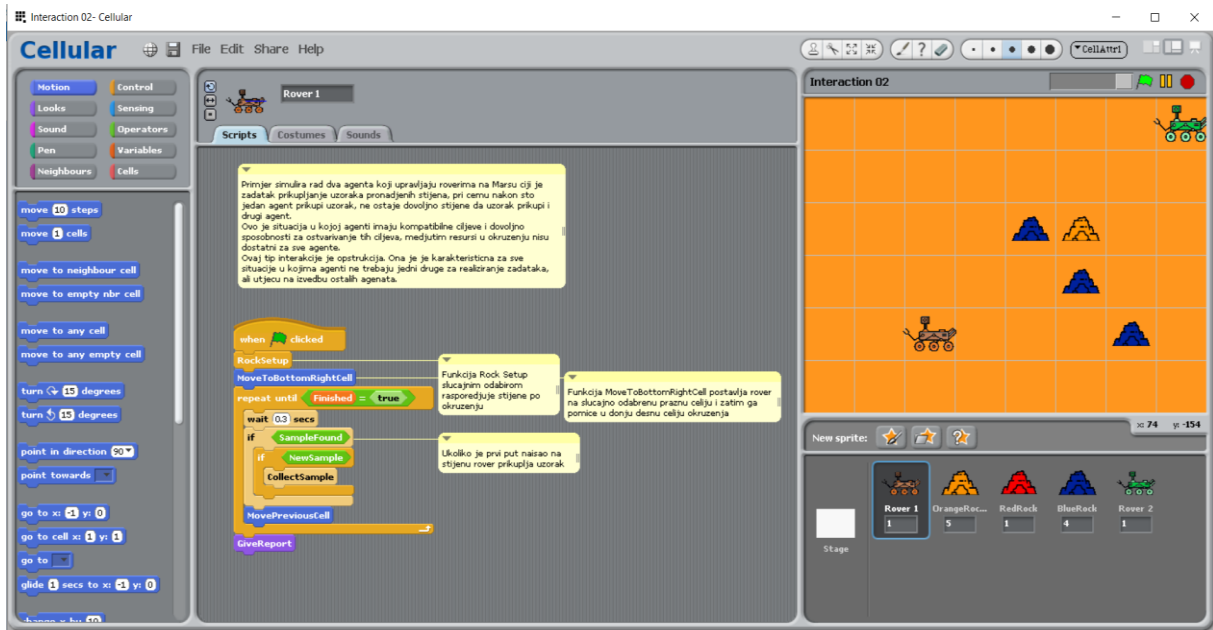 Interaction 02- Cellular
Cellular
File Edit Share Help
CellAttr1
Motion
Control
Looks
Sensing
Sound
Operators
Pen
Variables
Neighbours
Cells
move 10 steps
move 1 cells
move to neighbour cell
move to empty nbr cell
move to any cell
move to any empty cell
turn 15 degrees
turn 15 degrees
point in direction 90
point towards
go to x: -1 y: 0
go to cell x: 1 y: 1
go to
glide 1 secs to x: -1 y: 0
change x by 10
Rover 1
Scripts
Costumes
Sounds
Primjer simulira rad dva agenta koji upravljaju roverima na Marsu ciji je
zadatak prikupljanje uzoraka pronadjenih stijena, pri cemu nakon sto
jedan agent prikupi uzorak, ne ostaje dovoljno stijene da uzorak prikupi i
drugi agent.
Ovo je situacija u kojoj agenti imaju kompatibilne ciljeve i dovoljno
sposobnosti za ostvarivanje tih ciljeva, medjutim resursi u okruzenju nisu
dostatni za sve agente.
Ovaj tip interakcije je opstrukcija. Ona je je karakteristicna za sve
situacije u kojima agenti ne trebaju jedni druge za realiziranje zadataka,
ali utjecu na izvedbu ostalih agenata.
when clicked
RockSetup
MoveToBottomRightCell
repeat until Finished = true
wait 0.3 secs
if SampleFound
if NewSample
CollectSample
MovePreviousCell
GiveReport
Funkcija Rock Setup
slucajnim odabirom
rasporedjuje stijene po
okruzenju
Funkcija MoveToBottomRightCell postavlja rover
na slucajno odabrenu praznu celiju i zatim ga
pomice u donju desnu celiju okruzenja
Ukoliko je prvi put naisao na
stijenu rover prikuplja uzorak
Interaction 02
x: 74 y: -154
New sprite:
Stage
Rover 1
1
OrangeRoc...
5
RedRock
1
BlueRock
4
Rover 2
1